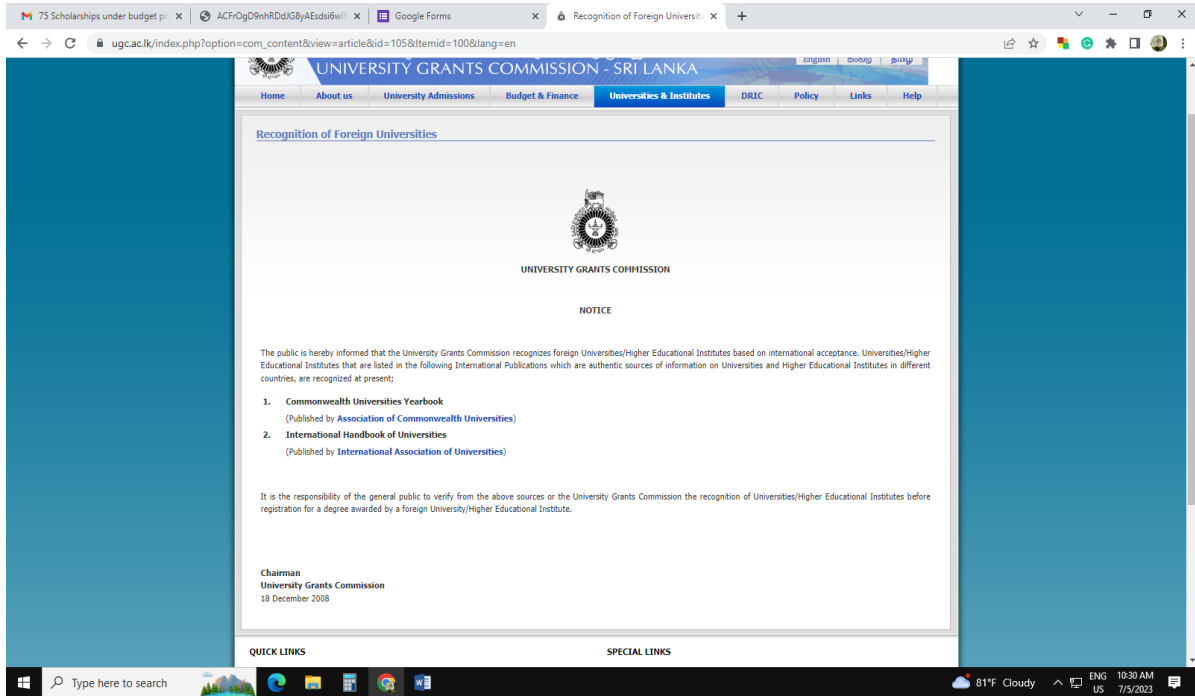 75 Scholarships under budget pr
ACFrOgD9nhRDdJG8yAEsdsi6wl
Google Forms
Recognition of Foreign Universiti
ugc.ac.lk/index.php?option=com_content&view=article&id=105&Itemid=100&lang=en
UNIVERSITY GRANTS COMMISSION - SRI LANKA
English සිංහල தமிழ்
Home About us University Admissions Budget & Finance Universities & Institutes DRIC Policy Links Help
Recognition of Foreign Universities
UNIVERSITY GRANTS COMMISSION
NOTICE
The public is hereby informed that the University Grants Commission recognizes foreign Universities/Higher Educational Institutes based on international acceptance. Universities/Higher
Educational Institutes that are listed in the following International Publications which are authentic sources of information on Universities and Higher Educational Institutes in different
countries, are recognized at present;
1. Commonwealth Universities Yearbook
(Published by Association of Commonwealth Universities)
2. International Handbook of Universities
(Published by International Association of Universities)
It is the responsibility of the general public to verify from the above sources or the University Grants Commission the recognition of Universities/Higher Educational Institutes before
registration for a degree awarded by a foreign University/Higher Educational Institute.
Chairman
University Grants Commission
18 December 2008
QUICK LINKS SPECIAL LINKS
Type here to search
81°F Cloudy
ENG
US
10:30 AM
7/5/2023